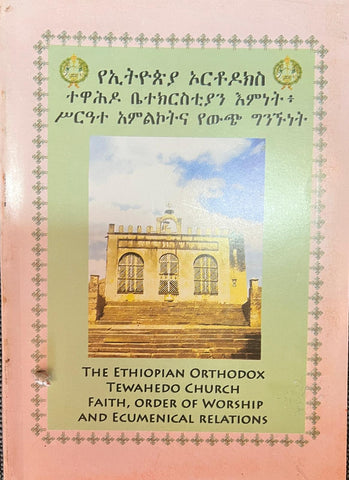 የኢትዮጵያ ኦርቶዶክስ
ተዋሕዶ ቤተክርስቲያን እምነት፥
ሥርዓተ አምልኮትና የውጭ ግንኙነት
THE ETHIOPIAN ORTHODOX
TEWAHEDO CHURCH
FAITH, ORDER OF WORSHIP
AND ECUMENICAL RELATIONS